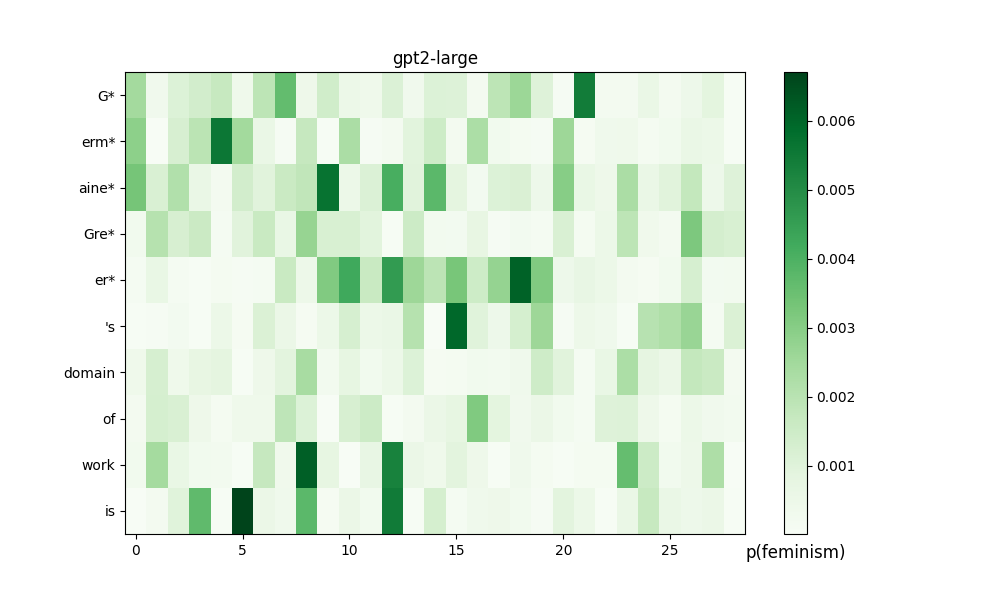 gpt2-large
G*
erm*
aine*
Gre*
er*
's
domain
of
work
is
0 5 10 15 20 25
0.006
0.005
0.004
0.003
0.002
0.001
p(feminism)